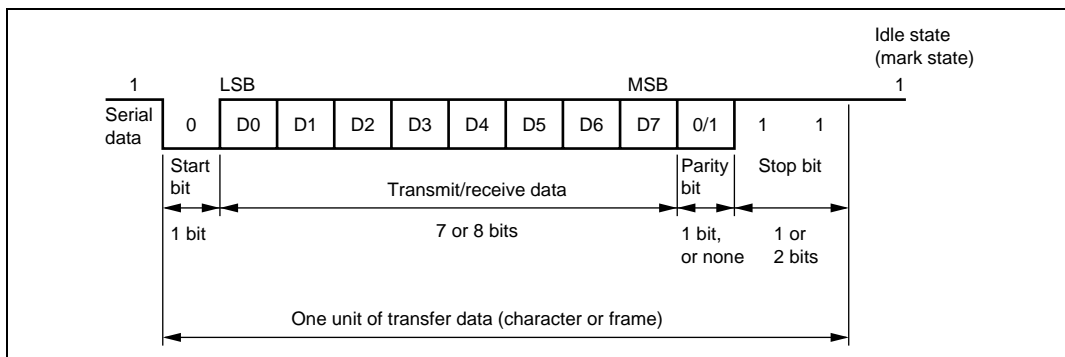 Idle state
(mark state)
1 LSB MSB 1
Serial
data
0 D0 D1 D2 D3 D4 D5 D6 D7 0/1 1 1
Start
bit
Transmit/receive data
Parity
bit
Stop bit
1 bit
7 or 8 bits
1 bit,
or none
1 or
2 bits
One unit of transfer data (character or frame)